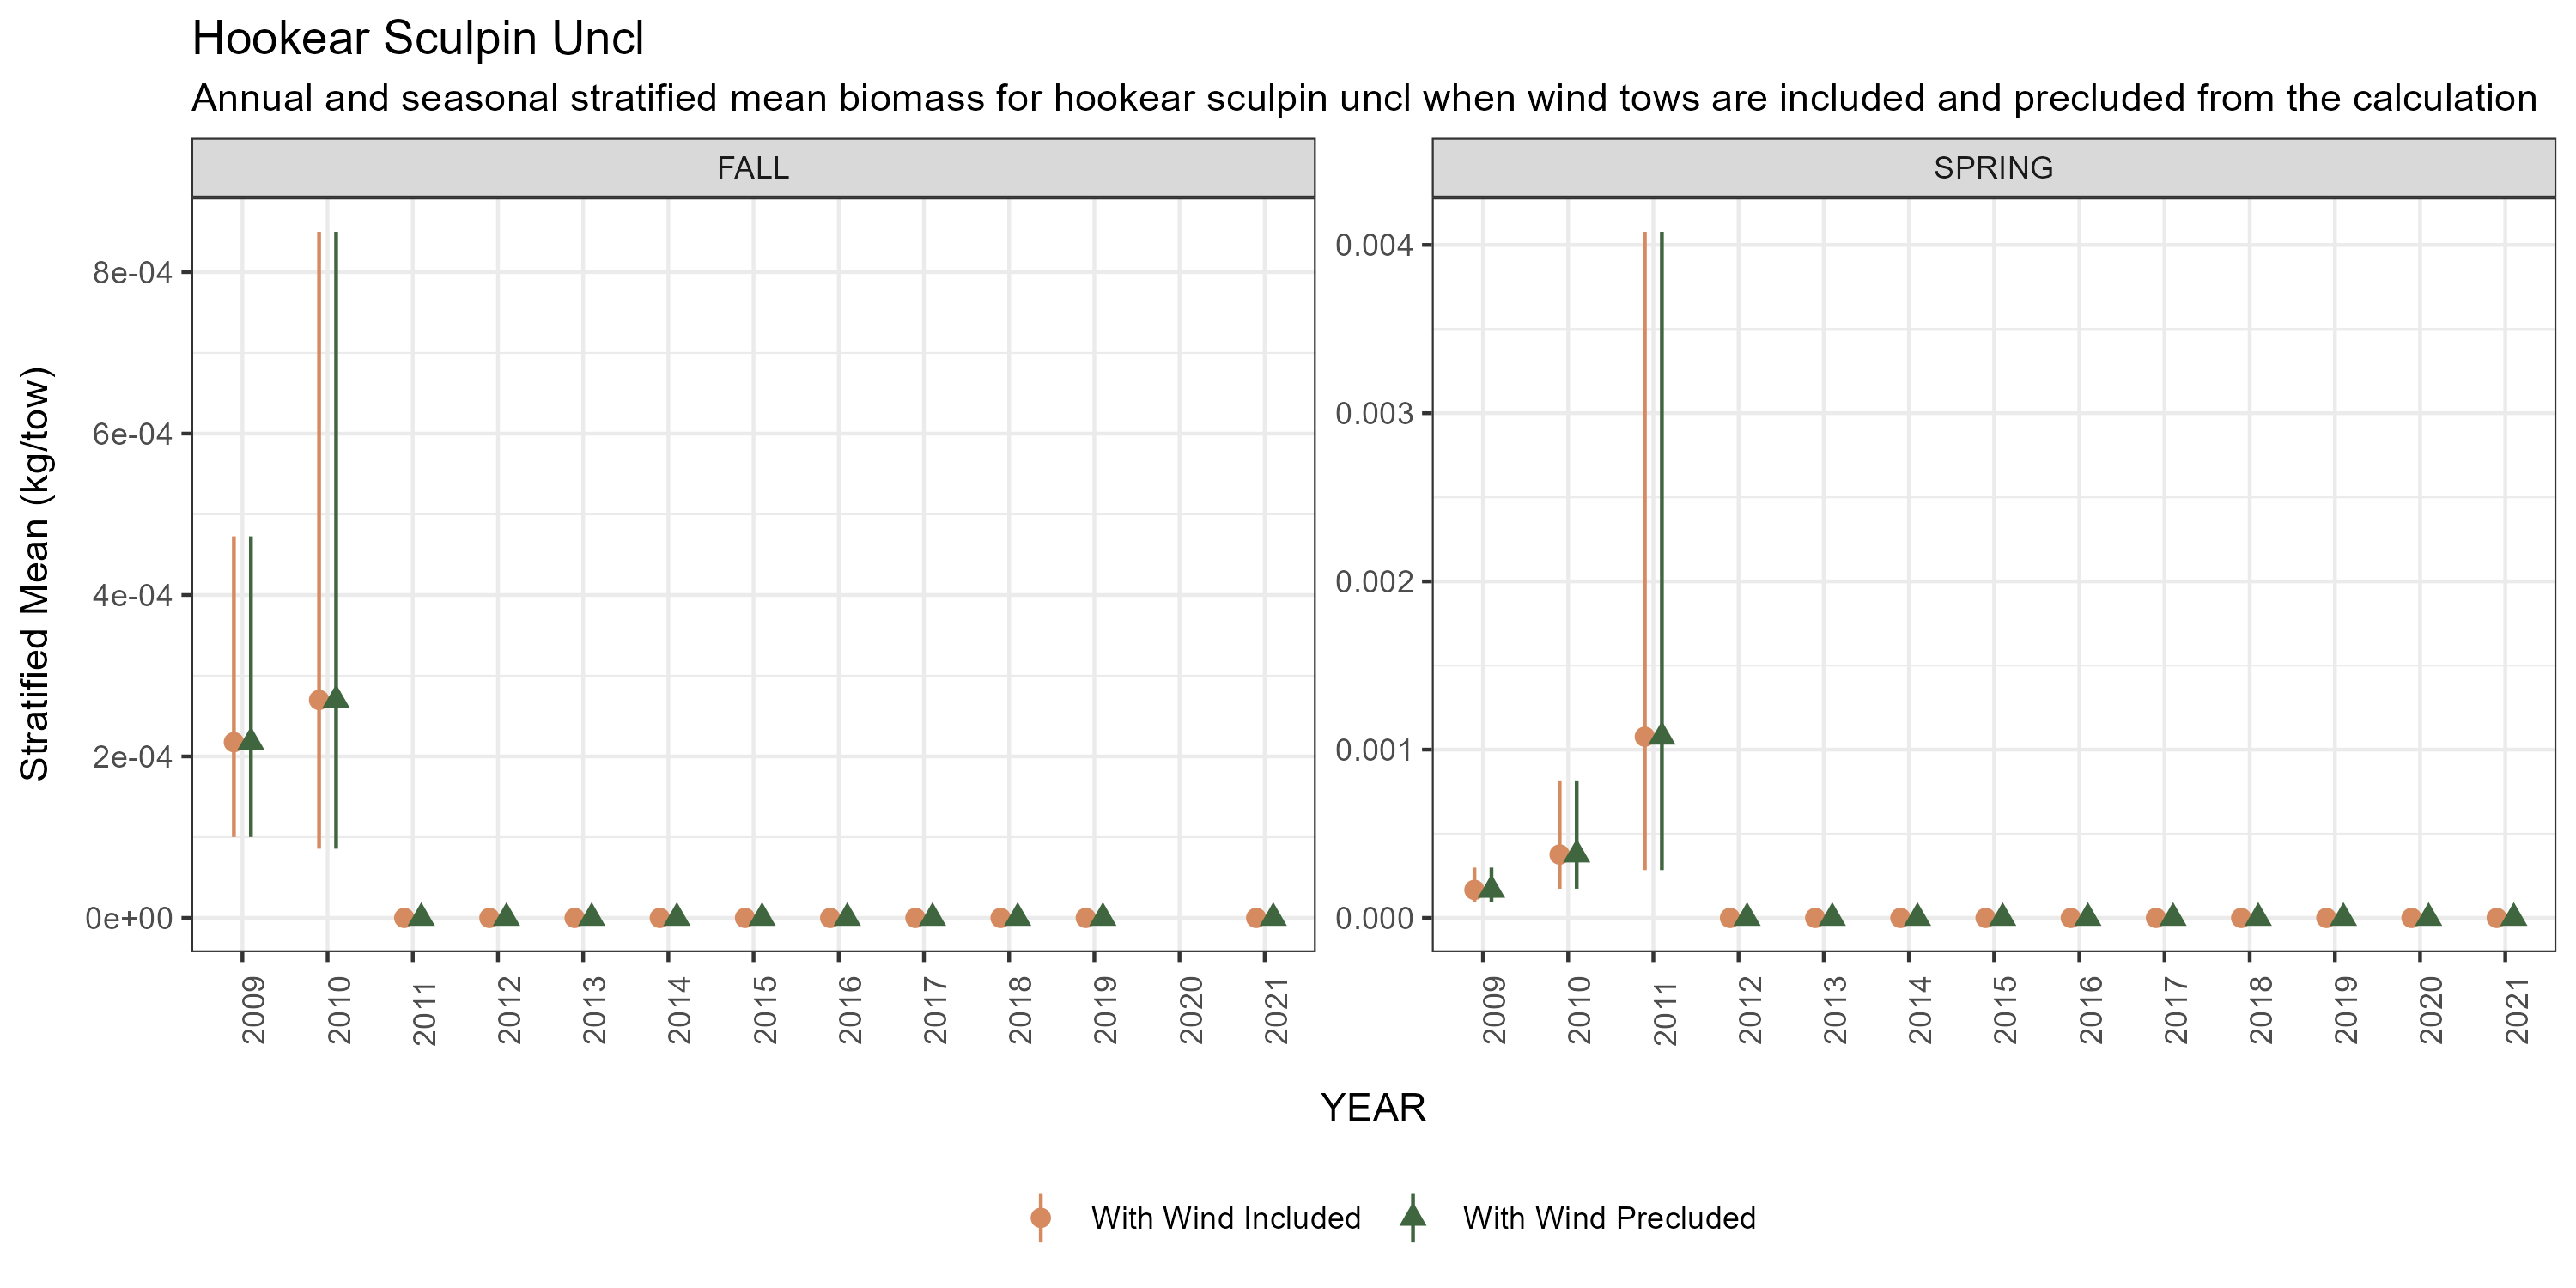 Hookear Sculpin Uncl
Annual and seasonal stratified mean biomass for hookear sculpin uncl when wind tows are included and precluded from the calculation
FALL
SPRING
Stratified Mean (kg/tow)
8e-04
6e-04
4e-04
2e-04
0e+00
0.004
0.003
0.002
0.001
0.000
2009 2010 2011 2012 2013 2014 2015 2016 2017 2018 2019 2020 2021
2009 2010 2011 2012 2013 2014 2015 2016 2017 2018 2019 2020 2021
YEAR
With Wind Included
With Wind Precluded